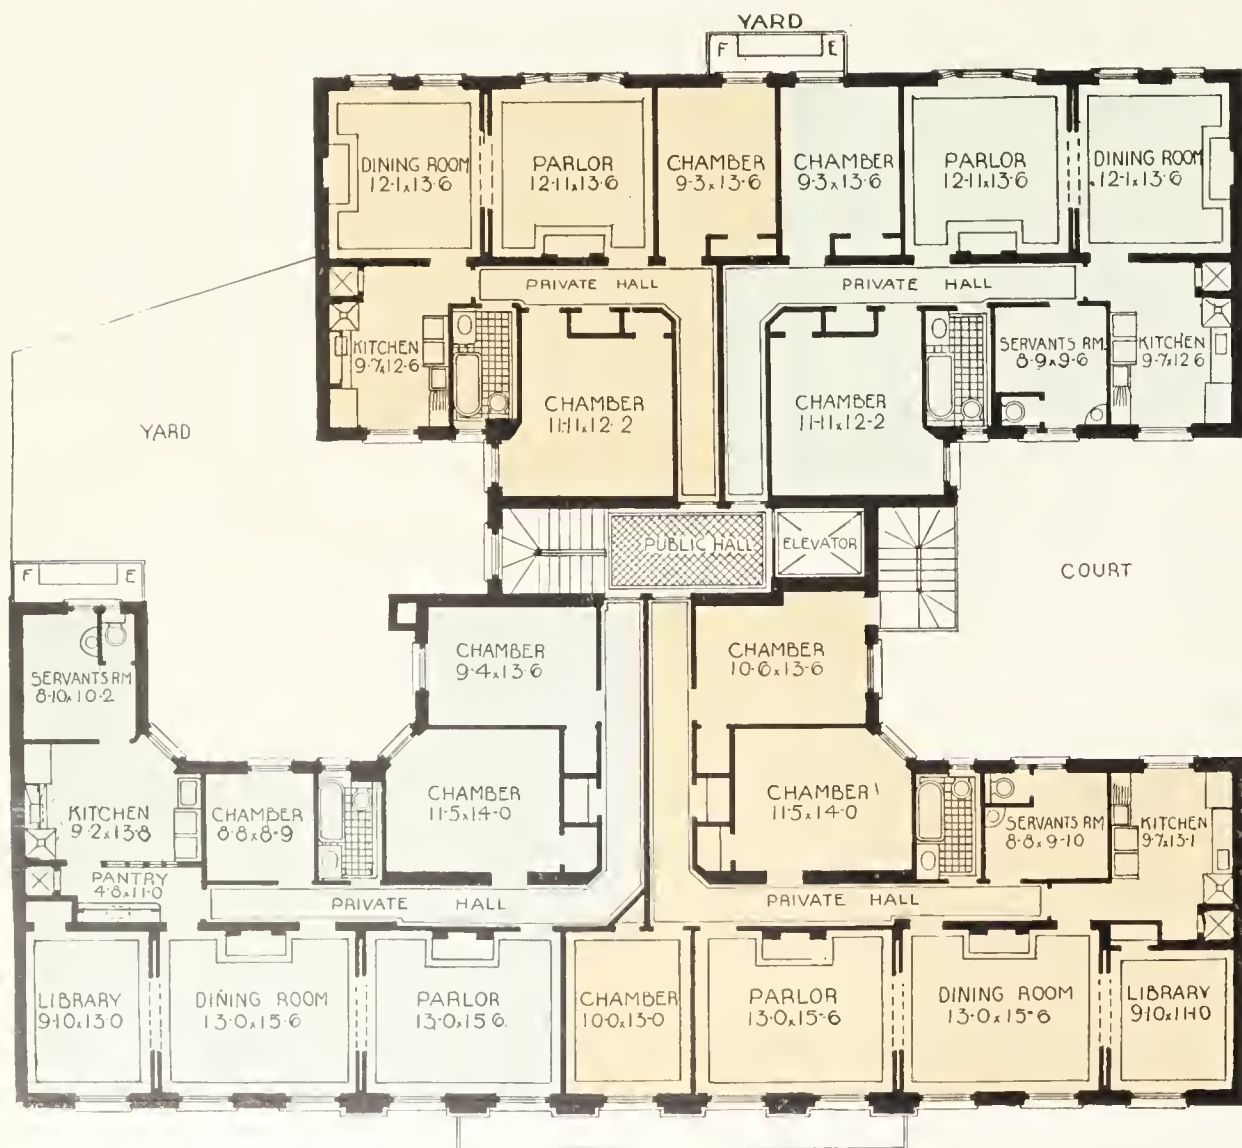 YARD
F E
DINING ROOM
12-1x13-6
PARLOR
12-11x13-6
CHAMBER
9-3x13-6
CHAMBER
9-3x13-6
PARLOR
12-11x13-6
DINING ROOM
12-1x13-6
PRIVATE HALL
PRIVATE HALL
KITCHEN
9-7x12-6
CHAMBER
11-11x12-2
CHAMBER
11-11x12-2
SERVANTS RM.
8-9x9-6
KITCHEN
9-7x12-6
YARD
PUBLIC HALL
ELEVATOR
COURT
F E
SERVANTS RM
8-10x10-2
CHAMBER
9-4x13-6
CHAMBER
10-6x13-6
KITCHEN
9-2x13-8
CHAMBER
8-8x8-9
CHAMBER
11-5x14-0
CHAMBER
11-5x14-0
SERVANTS RM
8-8x9-10
KITCHEN
9-7x13-1
PANTRY
4-8x11-0
PRIVATE HALL
PRIVATE HALL
LIBRARY
9-10x13-0
DINING ROOM
13-0x15-6
PARLOR
13-0x15-6
CHAMBER
10-0x13-0
PARLOR
13-0x15-6
DINING ROOM
13-0x15-6
LIBRARY
9-10x11-0